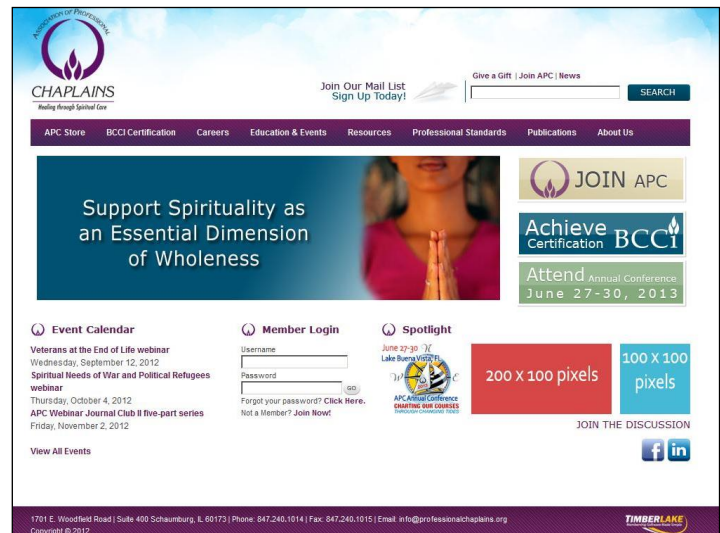 ASSOCIATION OF PROFESSIONAL
CHAPLAINS
Healing through Spiritual Care
Join Our Mail List
Sign Up Today!
Give a Gift | Join APC | News
SEARCH
APC Store BCCI Certification Careers Education & Events Resources Professional Standards Publications About Us
Support Spirituality as
an Essential Dimension
of Wholeness
JOIN APC
Achieve
Certification BCCi
Attend Annual Conference
June 27-30, 2013
Event Calendar
Veterans at the End of Life webinar
Wednesday, September 12, 2012
Spiritual Needs of War and Political Refugees
webinar
Thursday, October 4, 2012
APC Webinar Journal Club II five-part series
Friday, November 2, 2012
View All Events
Member Login
Username
Password
GO
Forgot your password? Click Here.
Not a Member? Join Now!
Spotlight
June 27-30
Lake Buena Vista, FL
N
W E
APC Annual Conference
CHARTING OUR COURSES
THROUGH CHANGING TIDES
200 x 100 pixels
100 x 100
pixels
JOIN THE DISCUSSION
f in
1701 E. Woodfield Road | Suite 400 Schaumburg, IL 60173 | Phone: 847.240.1014 | Fax: 847.240.1015 | Email: info@professionalchaplains.org
Copyright © 2012
TIMBERLAKE